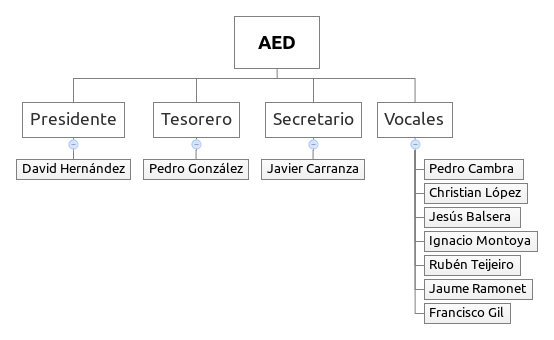 AED
Presidente
Tesorero
Secretario
Vocales
David Hernández
Pedro González
Javier Carranza
Pedro Cambra
Christian López
Jesús Balsera
Ignacio Montoya
Rubén Teijeiro
Jaume Ramonet
Francisco Gil